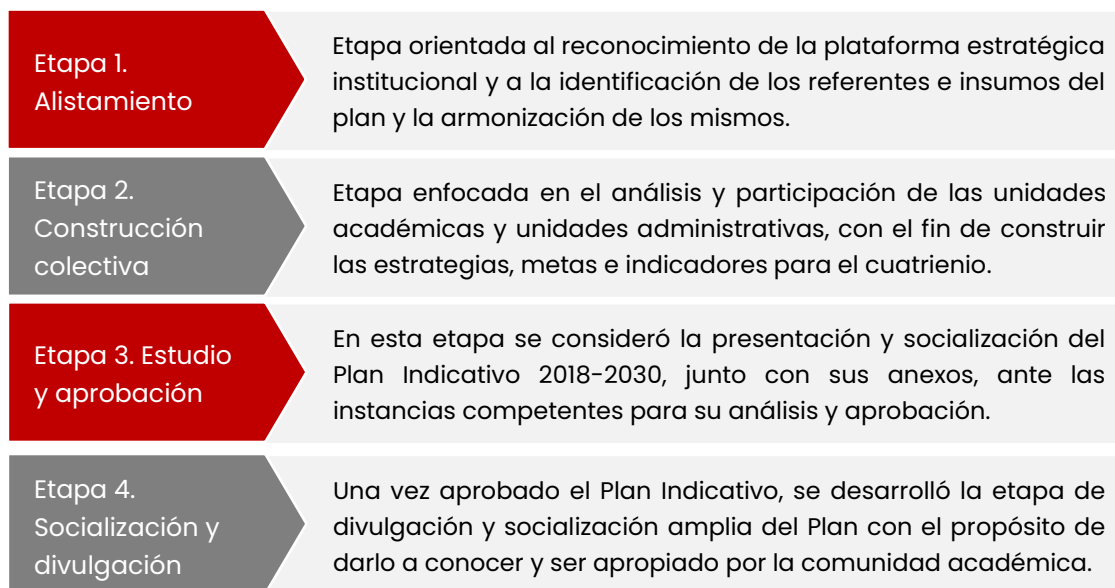 Etapa 1.
Alistamiento
Etapa orientada al reconocimiento de la plataforma estratégica
institucional y a la identificación de los referentes e insumos del
plan y la armonización de los mismos.
Etapa 2.
Construcción
colectiva
Etapa enfocada en el análisis y participación de las unidades
académicas y unidades administrativas, con el fin de construir
las estrategias, metas e indicadores para el cuatrienio.
Etapa 3. Estudio
y aprobación
En esta etapa se consideró la presentación y socialización del
Plan Indicativo 2018-2030, junto con sus anexos, ante las
instancias competentes para su análisis y aprobación.
Etapa 4.
Socialización y
divulgación
Una vez aprobado el Plan Indicativo, se desarrolló la etapa de
divulgación y socialización amplia del Plan con el propósito de
darlo a conocer y ser apropiado por la comunidad académica.